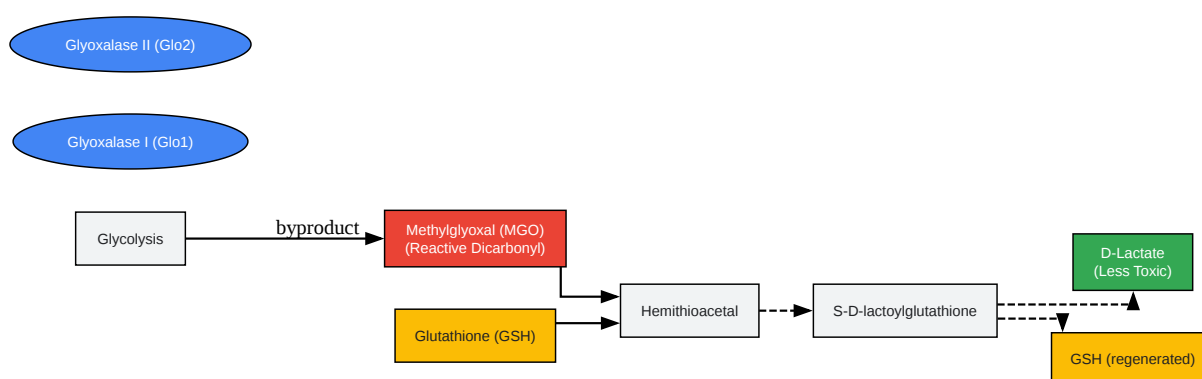 Glyoxalase II (Glo2)
Glyoxalase I (Glo1)
Glycolysis
byproduct
Methylglyoxal (MGO)
(Reactive Dicarbonyl)
Glutathione (GSH)
Hemithioacetal
S-D-lactoylglutathione
D-Lactate
(Less Toxic)
GSH (regenerated)